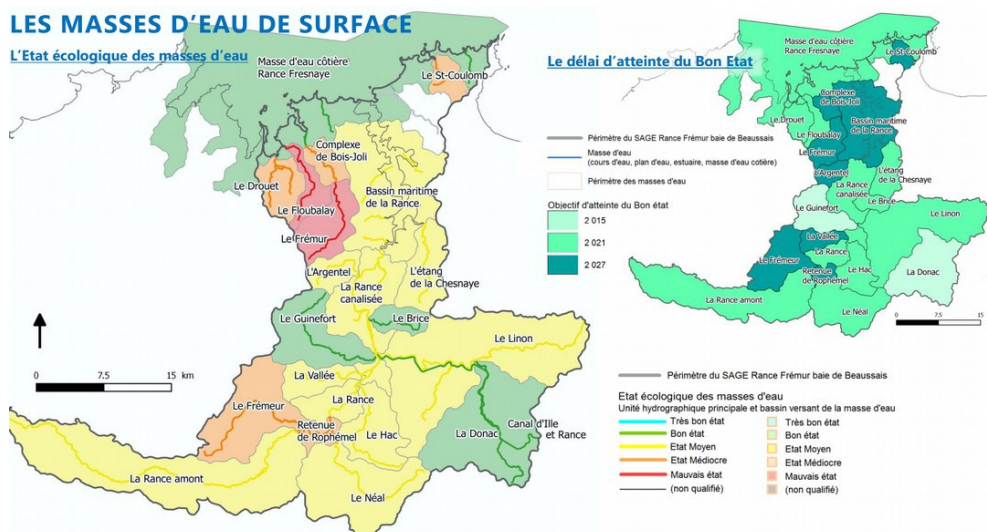 LES MASSES D'EAU DE SURFACE
L'Etat écologique des masses d'eau
Masse d'eau côtière
Rance Fresnaye
Le St-Coulomb
Complexe
de Bois-Joli
Le Drouet
Le Floubalay
Bassin maritime
de la Rance
Le Frémur
L'Argentel
La Rance
canalisée
L'étang
de la Chesnaye
Le Guinefort
Le Brice
Le Linon
0 7.5 15 km
La Vallée
Le Frémeur
La Rance
Retenue
de Rophémel
Le Hac
La Donac
Canal d'Ille
et Rance
La Rance amont
Le Néal
Le délai d'atteinte du Bon Etat
Masse d'eau côtière
Rance Fresnaye
Le St-Coulomb
Complexe
de Bois-Joli
Le Drouet
Bassin maritime
de la Rance
Le Floubalay
Le Frémur
L'Argentel
L'étang
de la Chesnaye
La Rance
canalisée
Le Brice
Le Guinefort
Le Linon
La Vallée
La Rance
Le Frémeur
Retenue
de Rophemel
Le Hac
La Donac
La Rance amont
Le Néal
0 7.5 15
Périmètre du SAGE Rance Frémur baie de Beaussais
Masse d'eau
(cours d'eau, plan d'eau, estuaire, masse d'eau cotière)
Périmètre des masses d'eau
Objectif d'atteinte du Bon état
2 015
2 021
2 027
Périmètre du SAGE Rance Frémur baie de Beaussais
Etat écologique des masses d'eau
Unité hydrographique principale et bassin versant de la masse d'eau
Très bon état Très bon état
Bon état Bon état
Etat Moyen Etat Moyen
Etat Médiocre Etat Médiocre
Mauvais état Mauvais état
(non qualifié) (non qualifié)